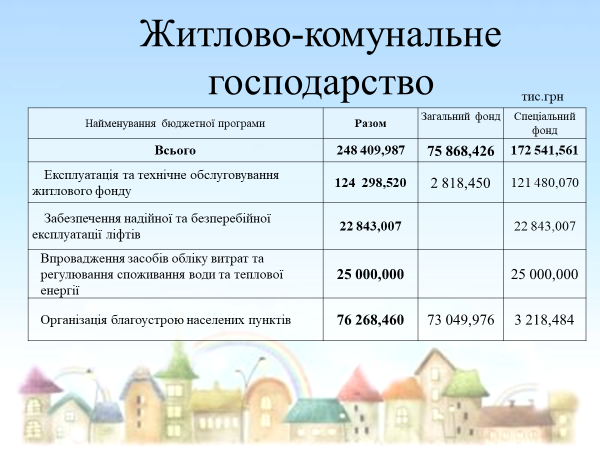 Житлово-комунальне
господарство
тис.грн
Найменування бюджетної програми Разом Загальний фонд Спеціальний
фонд
Всього 248 409,987 75 868,426 172 541,561
Експлуатація та технічне обслуговування
житлового фонду 124 298,520 2 818,450 121 480,070
Забезпечення надійної та безперебійної
експлуатації ліфтів 22 843,007 22 843,007
Впровадження засобів обліку витрат та
регулювання споживання води та теплової 25 000,000 25 000,000
енергії
Організація благоустрою населених пунктів 76 268,460 73 049,976 3 218,484